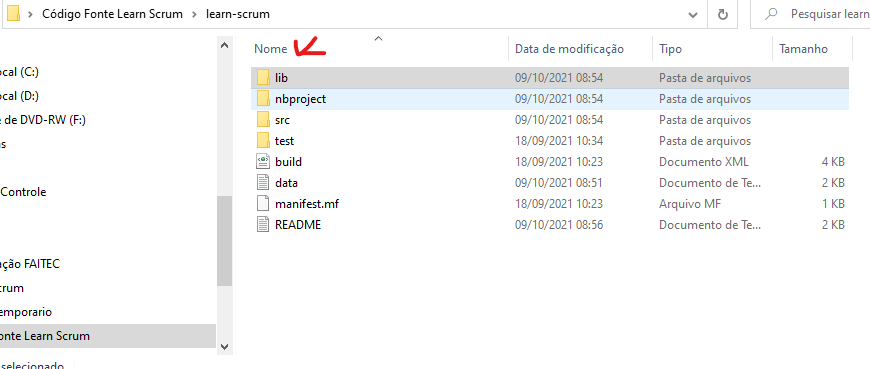 Código Fonte Learn Scrum › learn-scrum
Pesquisar learn
Nome Data de modificação Tipo Tamanho
lib 09/10/2021 08:54 Pasta de arquivos
nbproject 09/10/2021 08:54 Pasta de arquivos
src 09/10/2021 08:54 Pasta de arquivos
test 18/09/2021 10:34 Pasta de arquivos
build 18/09/2021 10:23 Documento XML 4 KB
data 09/10/2021 08:51 Documento de Te... 2 KB
manifest.mf 18/09/2021 10:23 Arquivo MF 1 KB
README 09/10/2021 08:56 Documento de Te... 2 KB
ocal (C:)
ocal (D:)
e de DVD-RW (F:)
as
Controle
nção FAITEC
crum
emporario
onte Learn Scrum
selecionado